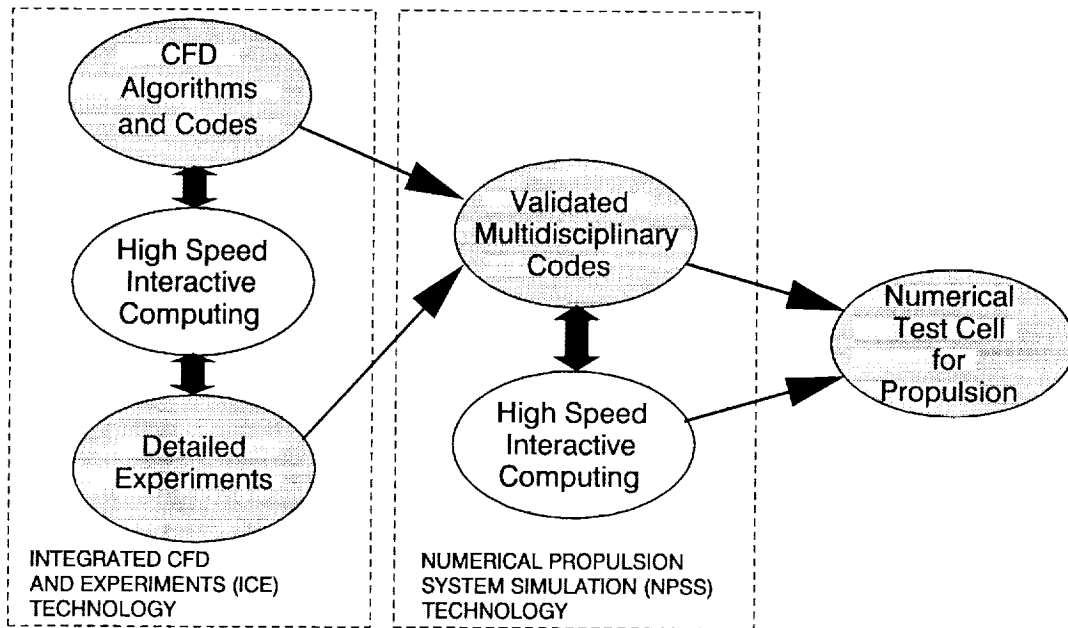 CFD
Algorithms
and Codes
High Speed
Interactive
Computing
Detailed
Experiments
INTEGRATED CFD
AND EXPERIMENTS (ICE)
TECHNOLOGY
Validated
Multidisciplinary
Codes
High Speed
Interactive
Computing
NUMERICAL PROPULSION
SYSTEM SIMULATION (NPSS)
TECHNOLOGY
Numerical
Test Cell
for
Propulsion